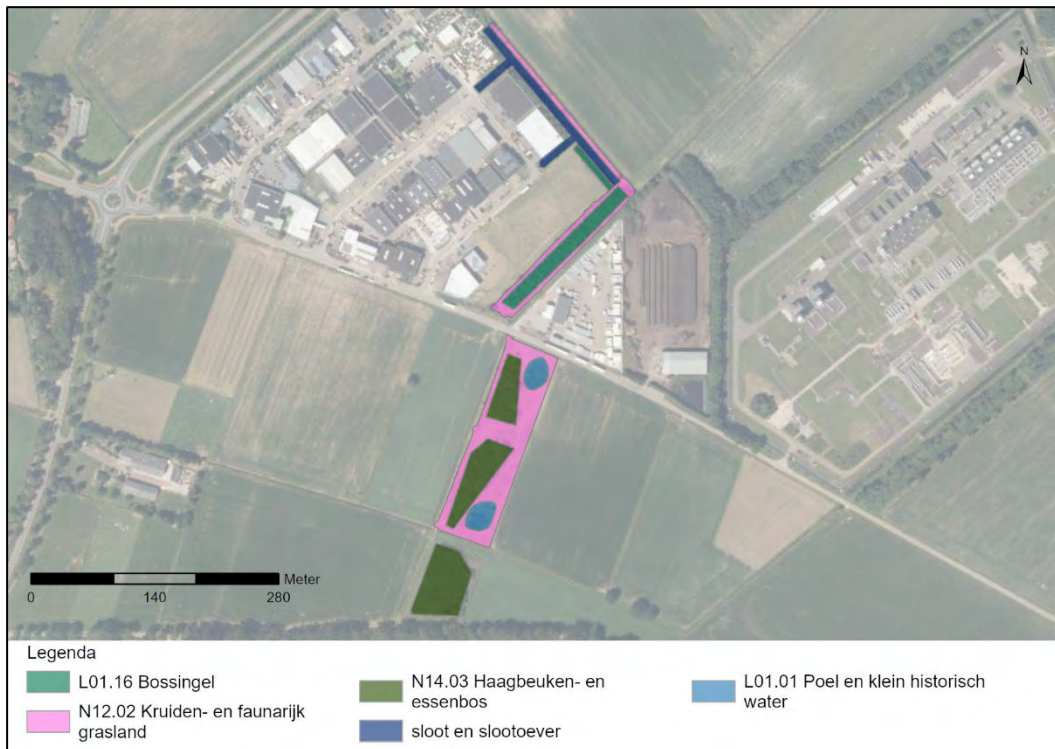 N
Meter
0 140 280
Legenda
L01.16 Bossingel
N12.02 Kruiden- en faunarijk
grasland
N14.03 Haagbeuken- en
essenbos
sloot en slootoever
L01.01 Poel en klein historisch
water